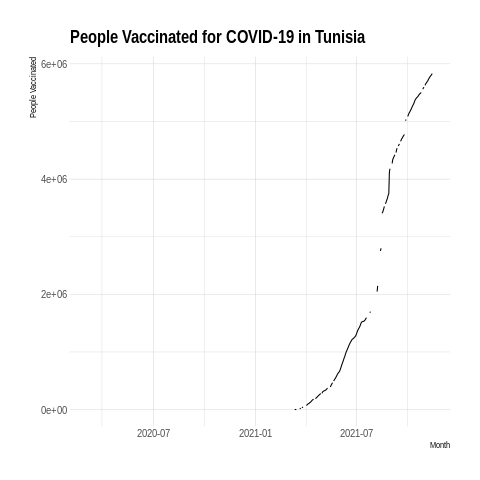 People Vaccinated for COVID-19 in Tunisia
People Vaccinated
6e+06
4e+06
2e+06
0e+00
2020-07
2021-01
2021-07
Month